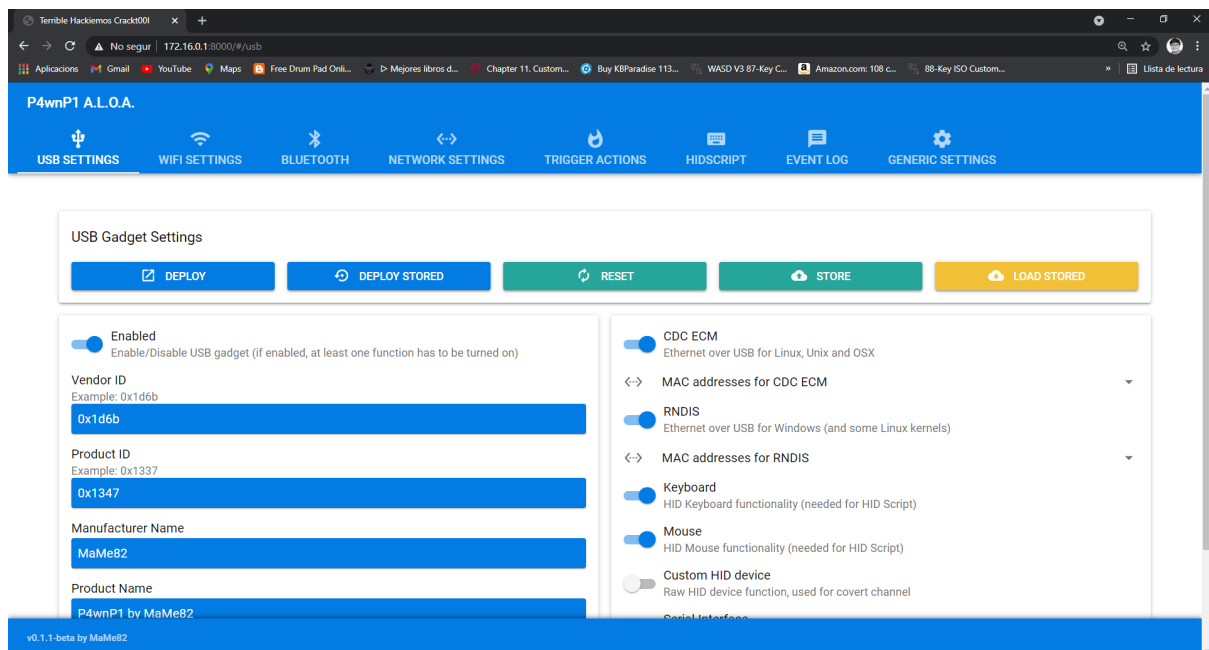 Terrible Hackiemos Crackt00l
No segur | 172.16.0.1:8000/#/usb
Aplicacions Gmail YouTube Maps Free Drum Pad Onli... ᐅ Mejores libros d... Chapter 11. Custom... Buy KBParadise 113... WASD V3 87-Key C... Amazon.com: 108 c... 88-Key ISO Custom... » Llista de lectura
P4wnP1 A.L.O.A.
USB SETTINGS WIFI SETTINGS BLUETOOTH NETWORK SETTINGS TRIGGER ACTIONS HIDSCRIPT EVENT LOG GENERIC SETTINGS
USB Gadget Settings
DEPLOY DEPLOY STORED RESET STORE LOAD STORED
Enabled
Enable/Disable USB gadget (if enabled, at least one function has to be turned on)
Vendor ID
Example: 0x1d6b
0x1d6b
Product ID
Example: 0x1337
0x1347
Manufacturer Name
MaMe82
Product Name
P4wnP1 by MaMe82
CDC ECM
Ethernet over USB for Linux, Unix and OSX
MAC addresses for CDC ECM
RNDIS
Ethernet over USB for Windows (and some Linux kernels)
MAC addresses for RNDIS
Keyboard
HID Keyboard functionality (needed for HID Script)
Mouse
HID Mouse functionality (needed for HID Script)
Custom HID device
Raw HID device function, used for covert channel
Serial Interface
v0.1.1-beta by MaMe82